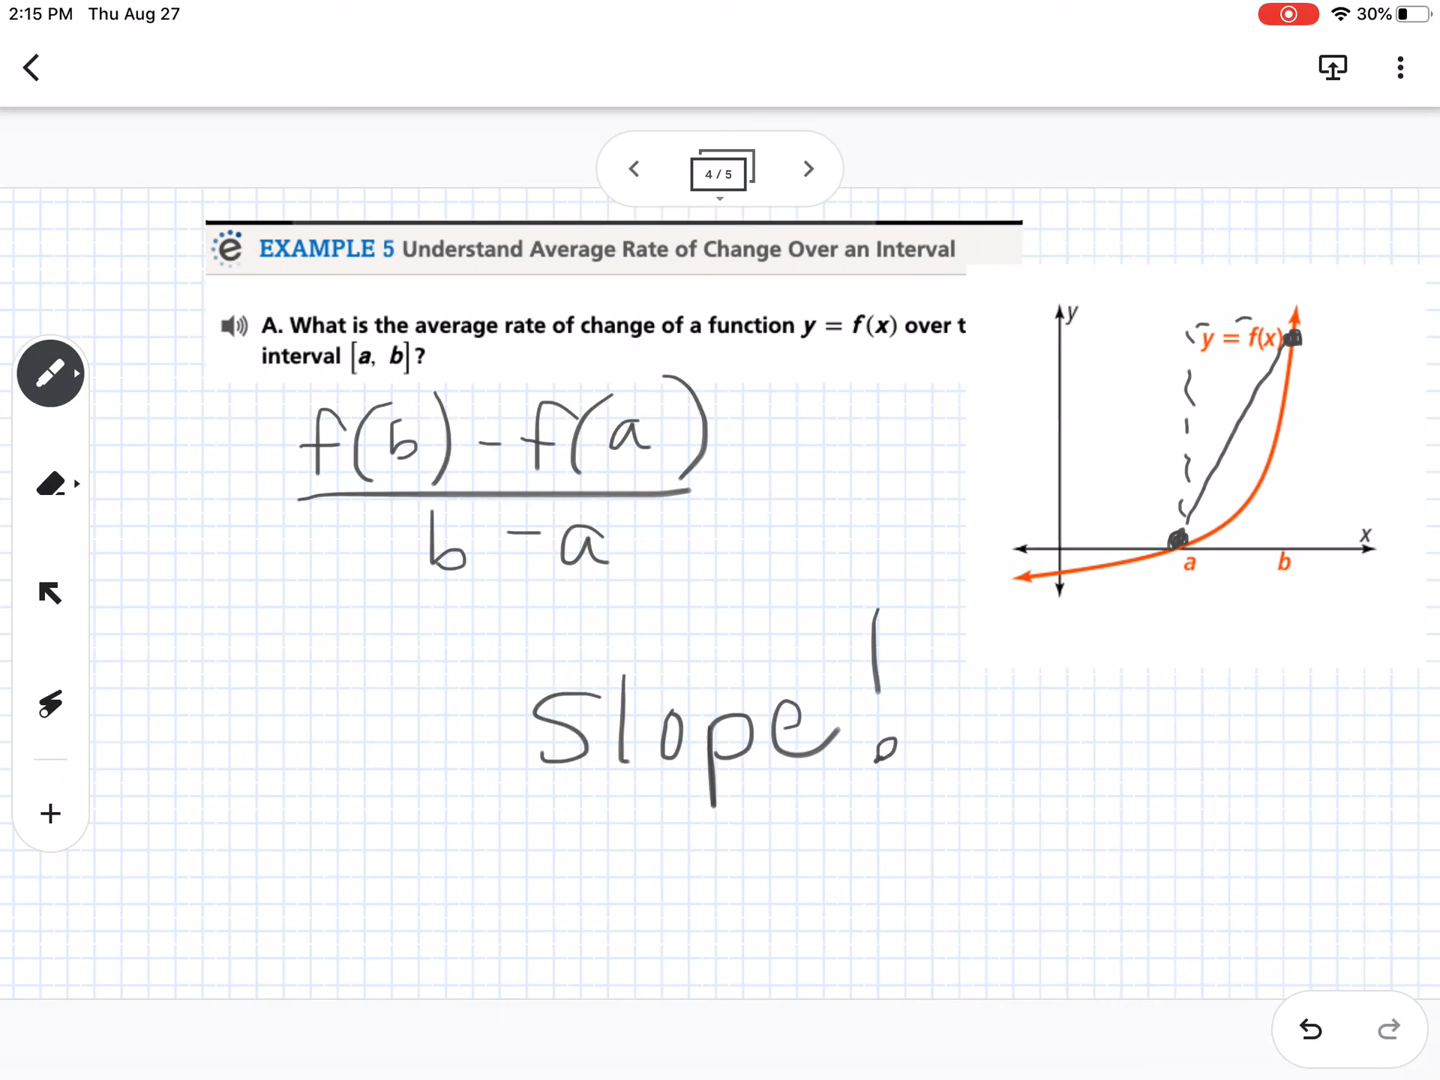 2:15 PM Thu Aug 27
30%
4 / 5
e EXAMPLE 5 Understand Average Rate of Change Over an Interval
A. What is the average rate of change of a function y = f(x) over t
interval [a, b]?
f(b) - f(a)
b - a
Slope!
y
y = f(x)
x
a b